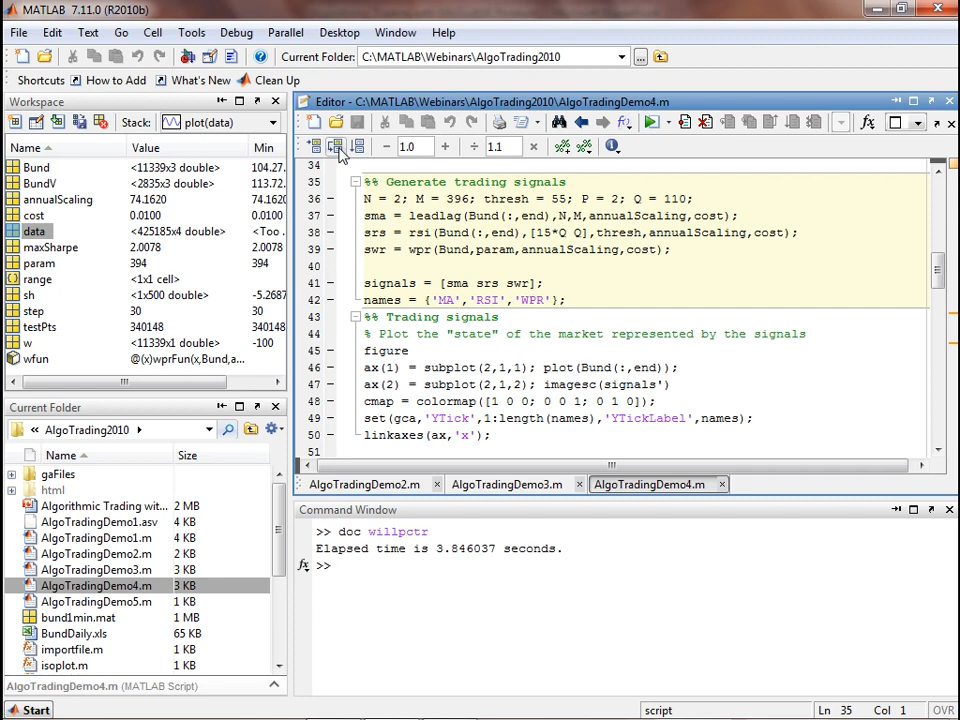 MATLAB 7.11.0 (R2010b)
File Edit Text Go Cell Tools Debug Parallel Desktop Window Help
Current Folder: C:\MATLAB\Webinars\AlgoTrading2010
Shortcuts How to Add What's New Clean Up
Workspace
Stack: plot(data)
Name Value Min
Bund <11339x3 double> 104.27...
BundV <2835x3 double> 113.72...
annualScaling 74.1620 74.1620
cost 0.0100 0.0100
data <425185x4 double> <Too ...
maxSharpe 2.0078 2.0078
param 394 394
range <1x1 cell>
sh <1x500 double> -5.2687
step 30 30
testPts 340148 340148
w <11339x1 double> -100
wfun @(x)wprFun(x,Bund,a...
Current Folder
AlgoTrading2010
Name Size
gaFiles
html
Algorithmic Trading wit... 2 MB
AlgoTradingDemo1.asv 4 KB
AlgoTradingDemo1.m 4 KB
AlgoTradingDemo2.m 2 KB
AlgoTradingDemo3.m 4 KB
AlgoTradingDemo4.m 3 KB
AlgoTradingDemo5.m 1 KB
bund1min.mat 17 MB
BundDaily.xls 65 KB
importfile.m 1 KB
isoplot.m 1 KB
AlgoTradingDemo4.m (MATLAB Script)
Editor - C:\MATLAB\Webinars\AlgoTrading2010\AlgoTradingDemo4.m
1.0 1.1
34
35 %% Generate trading signals
36 N = 2; M = 396; thresh = 55; P = 2; Q = 110;
37 sma = leadlag(Bund(:,end),N,M,annualScaling,cost);
38 srs = rsi(Bund(:,end),[15*Q Q],thresh,annualScaling,cost);
39 swr = wpr(Bund,param,annualScaling,cost);
40
41 signals = [sma srs swr];
42 names = {'MA','RSI','WPR'};
43 %% Trading signals
44 % Plot the "state" of the market represented by the signals
45 figure
46 ax(1) = subplot(2,1,1); plot(Bund(:,end));
47 ax(2) = subplot(2,1,2); imagesc(signals')
48 cmap = colormap([1 0 0; 0 0 1; 0 1 0]);
49 set(gca,'YTick',1:length(names),'YTickLabel',names);
50 linkaxes(ax,'x');
51
AlgoTradingDemo2.m AlgoTradingDemo3.m AlgoTradingDemo4.m
Command Window
>> doc willpctr
Elapsed time is 3.846037 seconds.
>>
Start script Ln 35 Col 1 OVR